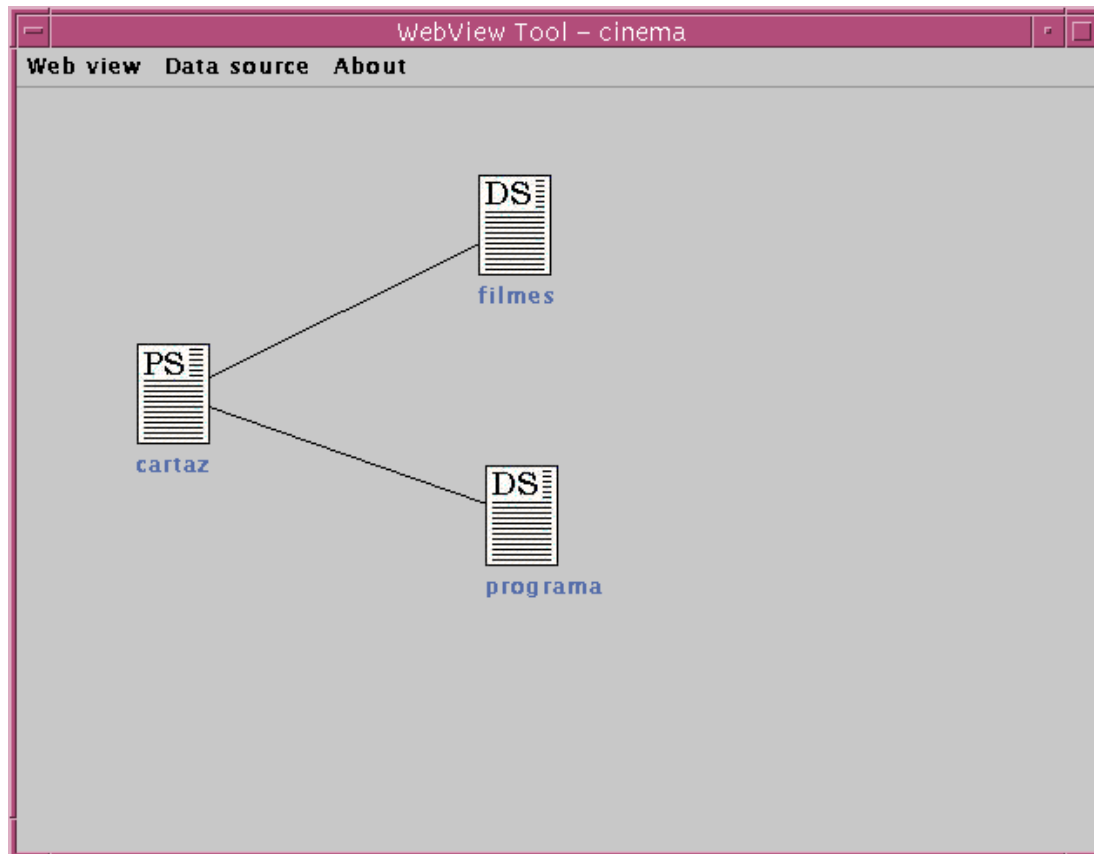 WebView Tool – cinema
Web view Data source About
DS
filmes
PS
cartaz
DS
programa